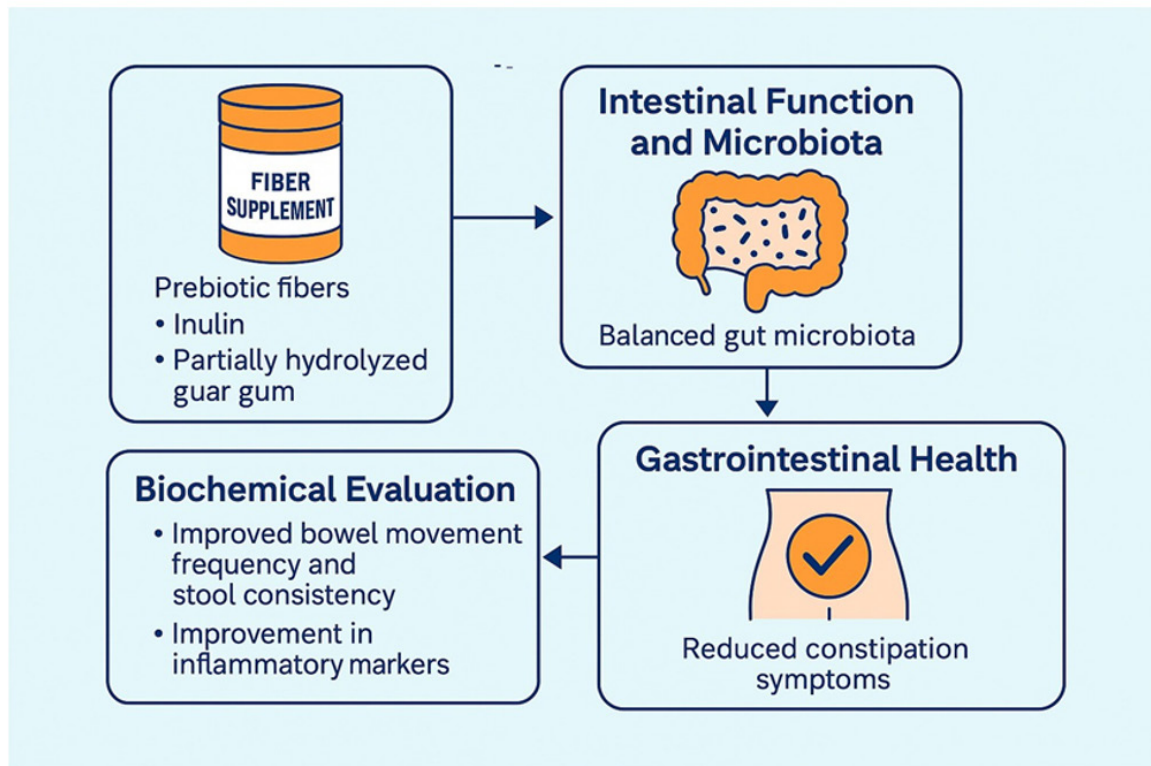 FIBER
SUPPLEMENT
Prebiotic fibers
• Inulin
• Partially hydrolyzed
guar gum
Intestinal Function
and Microbiota
Balanced gut microbiota
Gastrointestinal Health
Reduced constipation
symptoms
Biochemical Evaluation
• Improved bowel movement
frequency and
stool consistency
• Improvement in
inflammatory markers